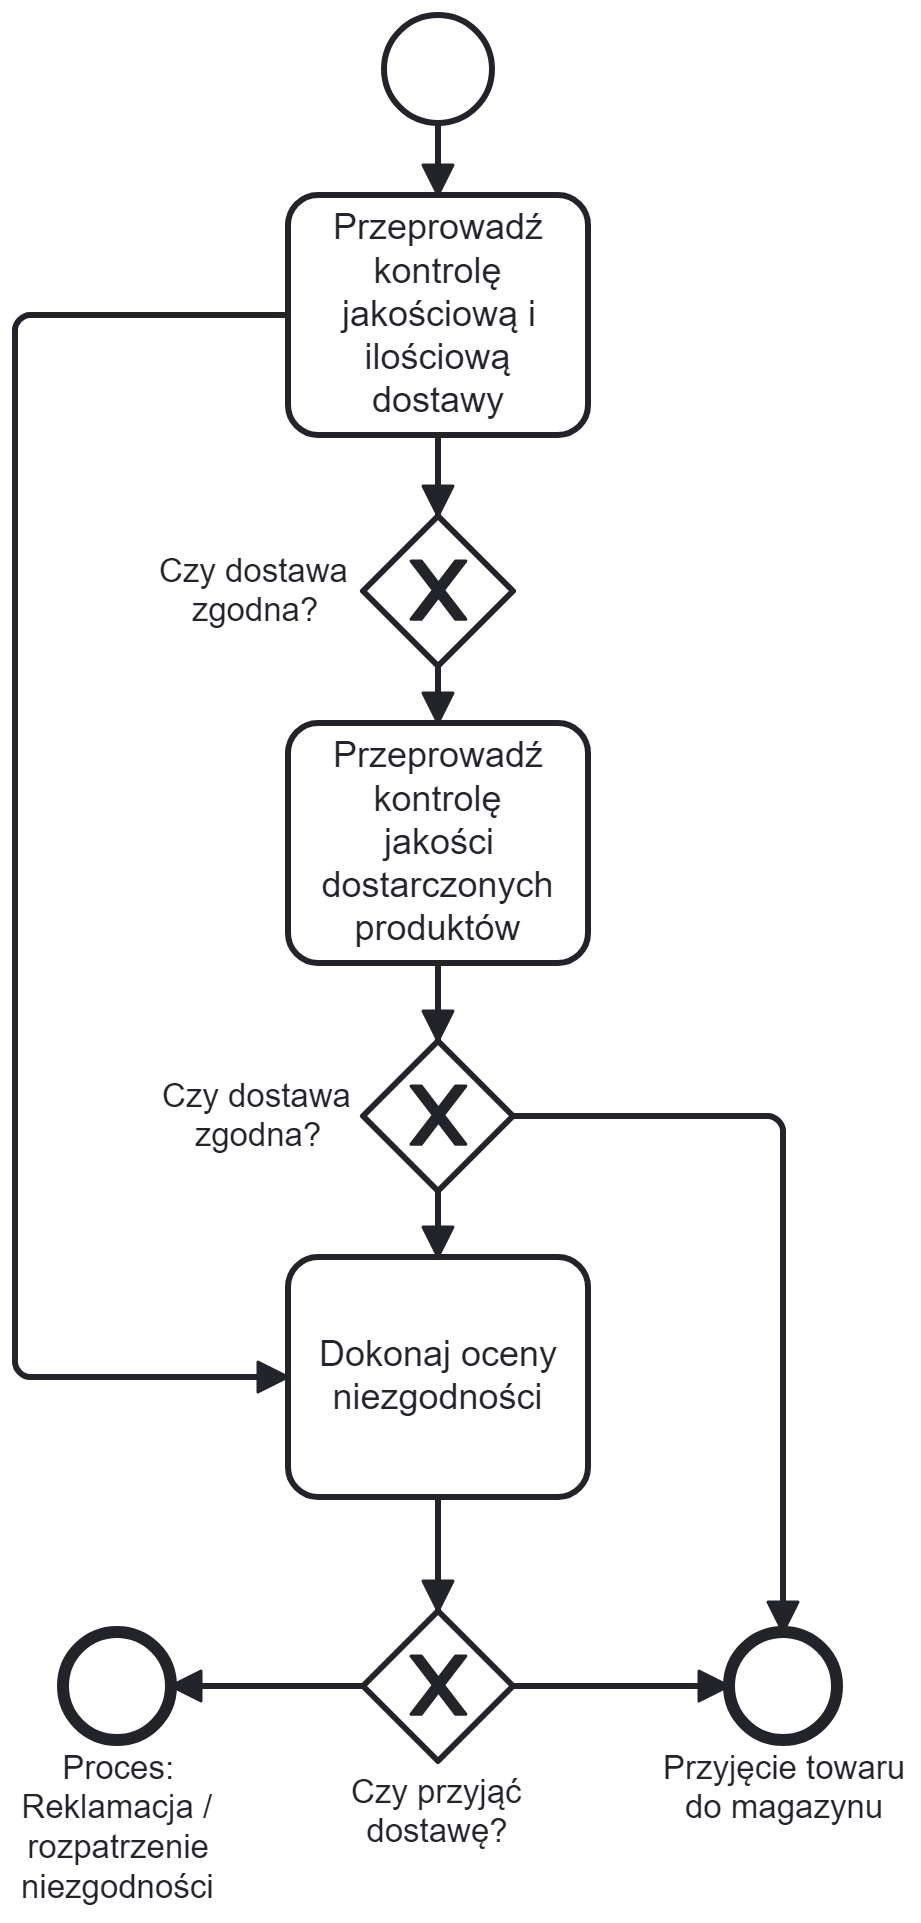 Przeprowadź
kontrolę
jakościową i
ilościową
dostawy
Czy dostawa
zgodna?
X
Przeprowadź
kontrolę
jakości
dostarczonych
produktów
Czy dostawa
zgodna?
X
Dokonaj oceny
niezgodności
X
Czy przyjąć
dostawę?
Proces:
Reklamacja /
rozpatrzenie
niezgodności
Przyjęcie towaru
do magazynu